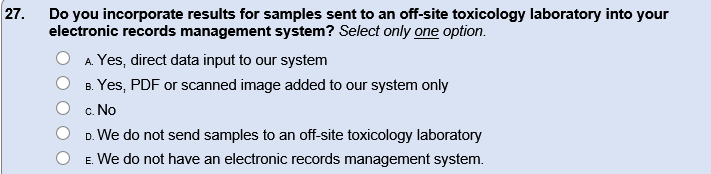 27. Do you incorporate results for samples sent to an off-site toxicology laboratory into your
electronic records management system? Select only one option.
A. Yes, direct data input to our system
B. Yes, PDF or scanned image added to our system only
C. No
D. We do not send samples to an off-site toxicology laboratory
E. We do not have an electronic records management system.